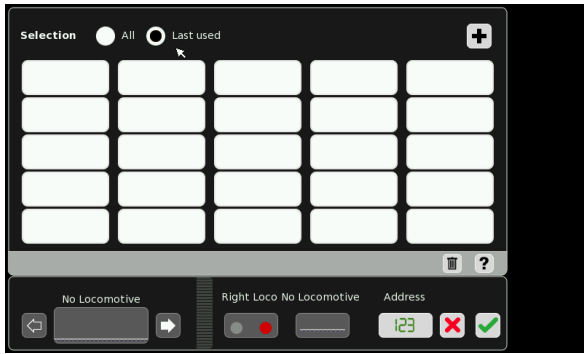 Selection All Last used
?
No Locomotive Right Loco No Locomotive Address
123